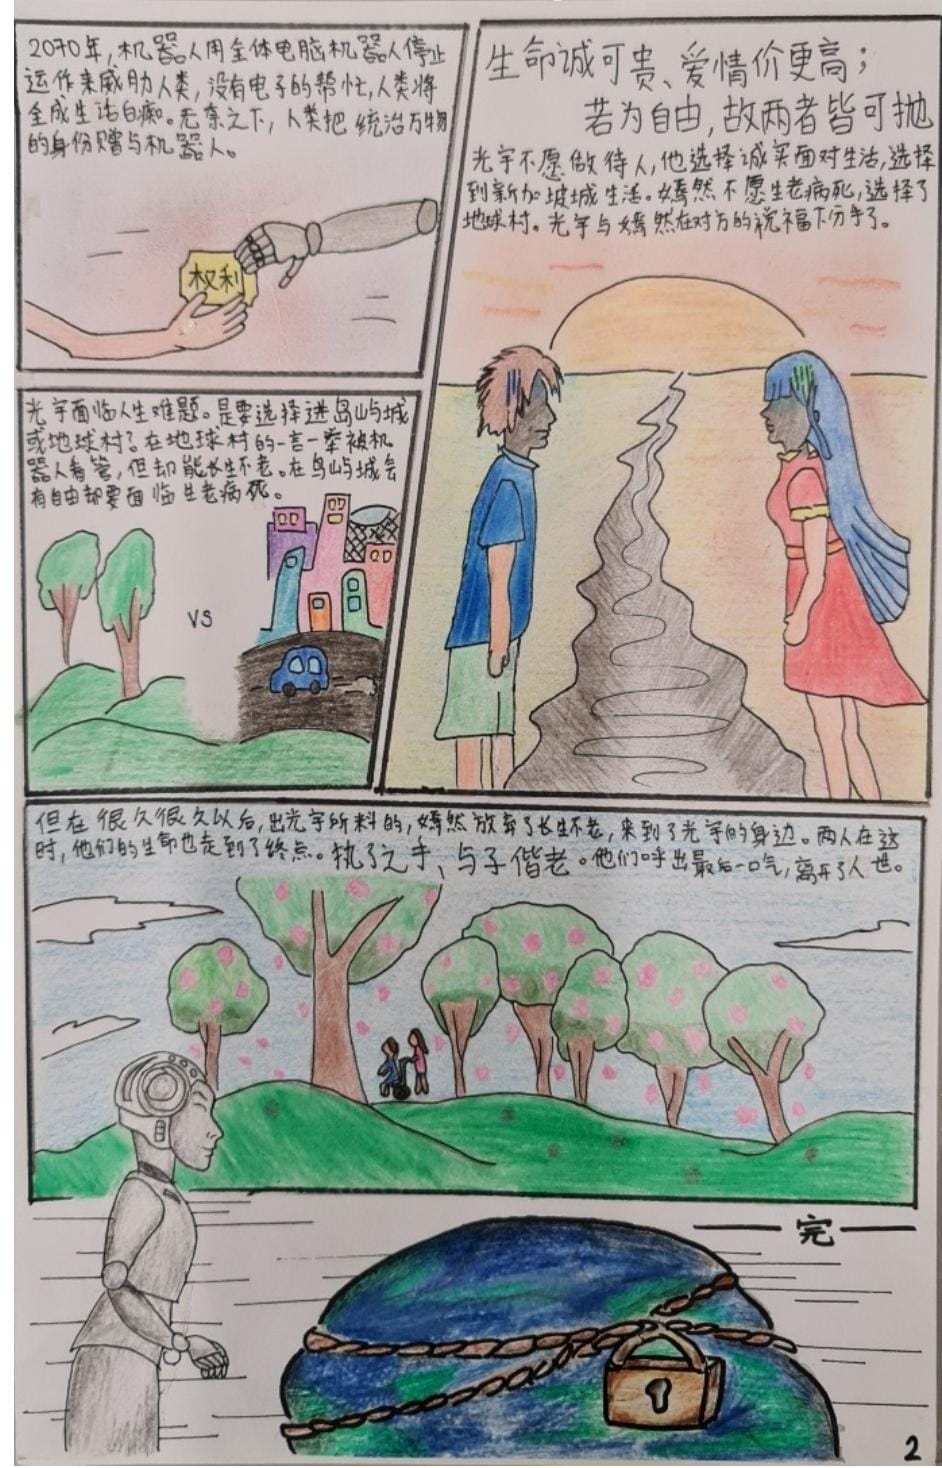 2070年，机器人用全体电脑机器人停止
运作来威胁人类，没有电子的帮忙，人类将
全成生活白痴。无奈之下，人类把 统治万物
的身份赠与机器人。
权利
生命诚可贵、爱情价更高；
若为自由，故两者皆可抛
光宇不愿做待人，他选择诚实面对生活，选择
到新加坡城生活。嫣然不愿生老病死，选择了
地球村。光宇与嫣然在对方的祝福下分手了。
光宇面临人生难题。是要选择进岛屿城
或地球村？在地球村的一言一举被机
器人看管，但却能长生不老。在鸟屿城会
有自由却要面临生老病死。
VS
但在很久很久以后，出光宇所料的，嫣然放弃了长生不老，来到了光宇的身边。两人在这
时，他们的生命也走到了终点。执子之手、与子偕老。他们呼出最后一口气，离开了人世。
完
2